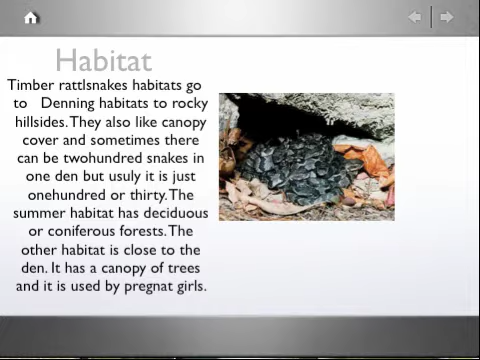 Habitat
Timber rattlsnakes habitats go
to Denning habitats to rocky
hillsides. They also like canopy
cover and sometimes there
can be twohundred snakes in
one den but usuly it is just
onehundred or thirty. The
summer habitat has deciduous
or coniferous forests. The
other habitat is close to the
den. It has a canopy of trees
and it is used by pregnat girls.